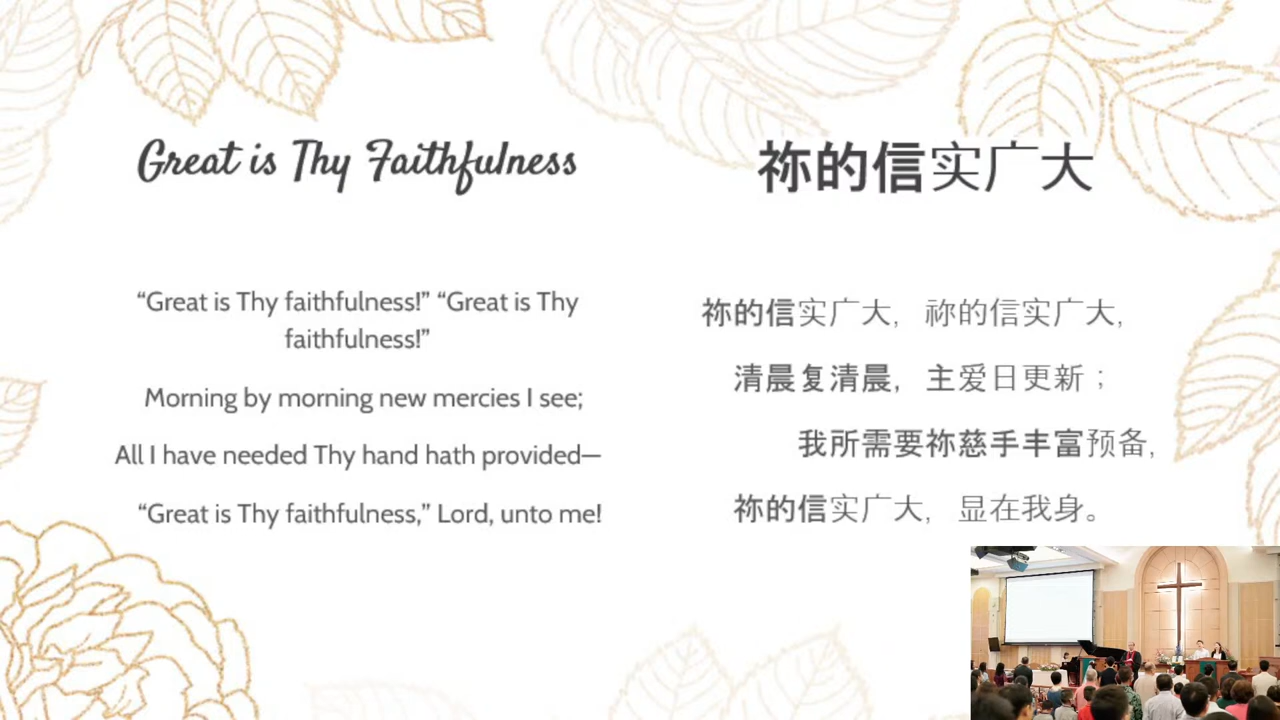 Great is Thy Faithfulness
“Great is Thy faithfulness!” “Great is Thy
faithfulness!”
Morning by morning new mercies I see;
All I have needed Thy hand hath provided—
“Great is Thy faithfulness,” Lord, unto me!
祢的信实广大
祢的信实广大，祢的信实广大，
清晨复清晨，主爱日更新；
我所需要祢慈手丰富预备，
祢的信实广大，显在我身。